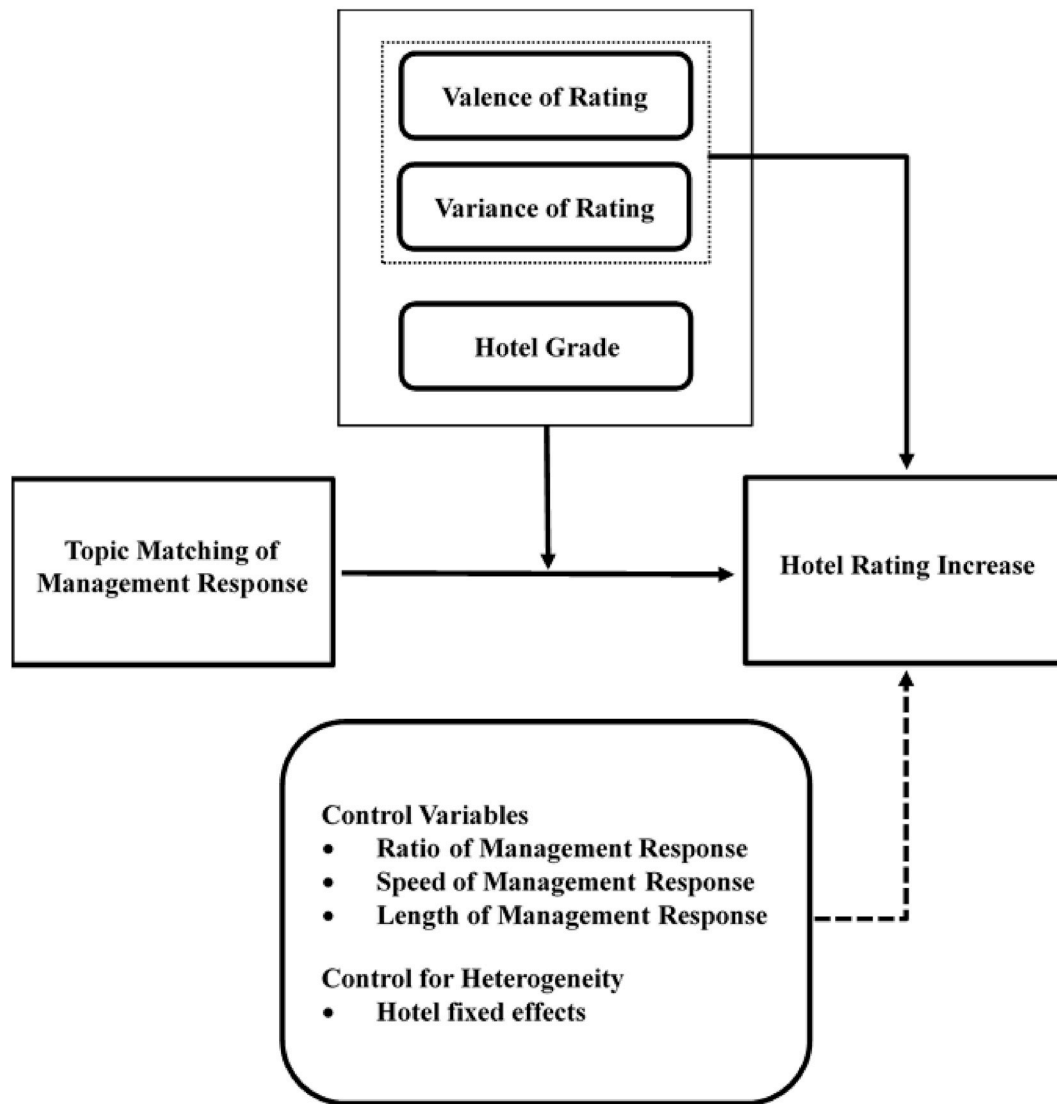 Valence of Rating
Variance of Rating
Hotel Grade
Topic Matching of
Management Response
Hotel Rating Increase
Control Variables
• Ratio of Management Response
• Speed of Management Response
• Length of Management Response
Control for Heterogeneity
• Hotel fixed effects